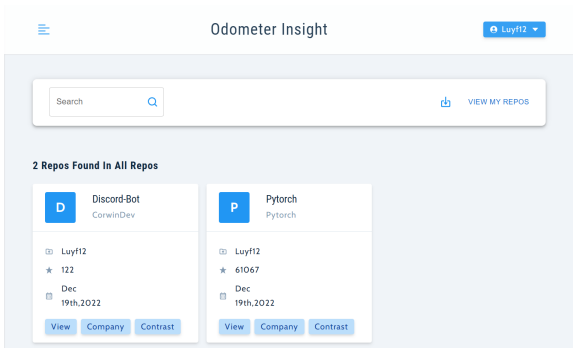 Odometer Insight
Luyf12
Search
VIEW MY REPOS
2 Repos Found In All Repos
D
Discord-Bot
CorwinDev
Luyf12
122
Dec
19th,2022
View Company Contrast
P
Pytorch
Pytorch
Luyf12
61067
Dec
19th,2022
View Company Contrast